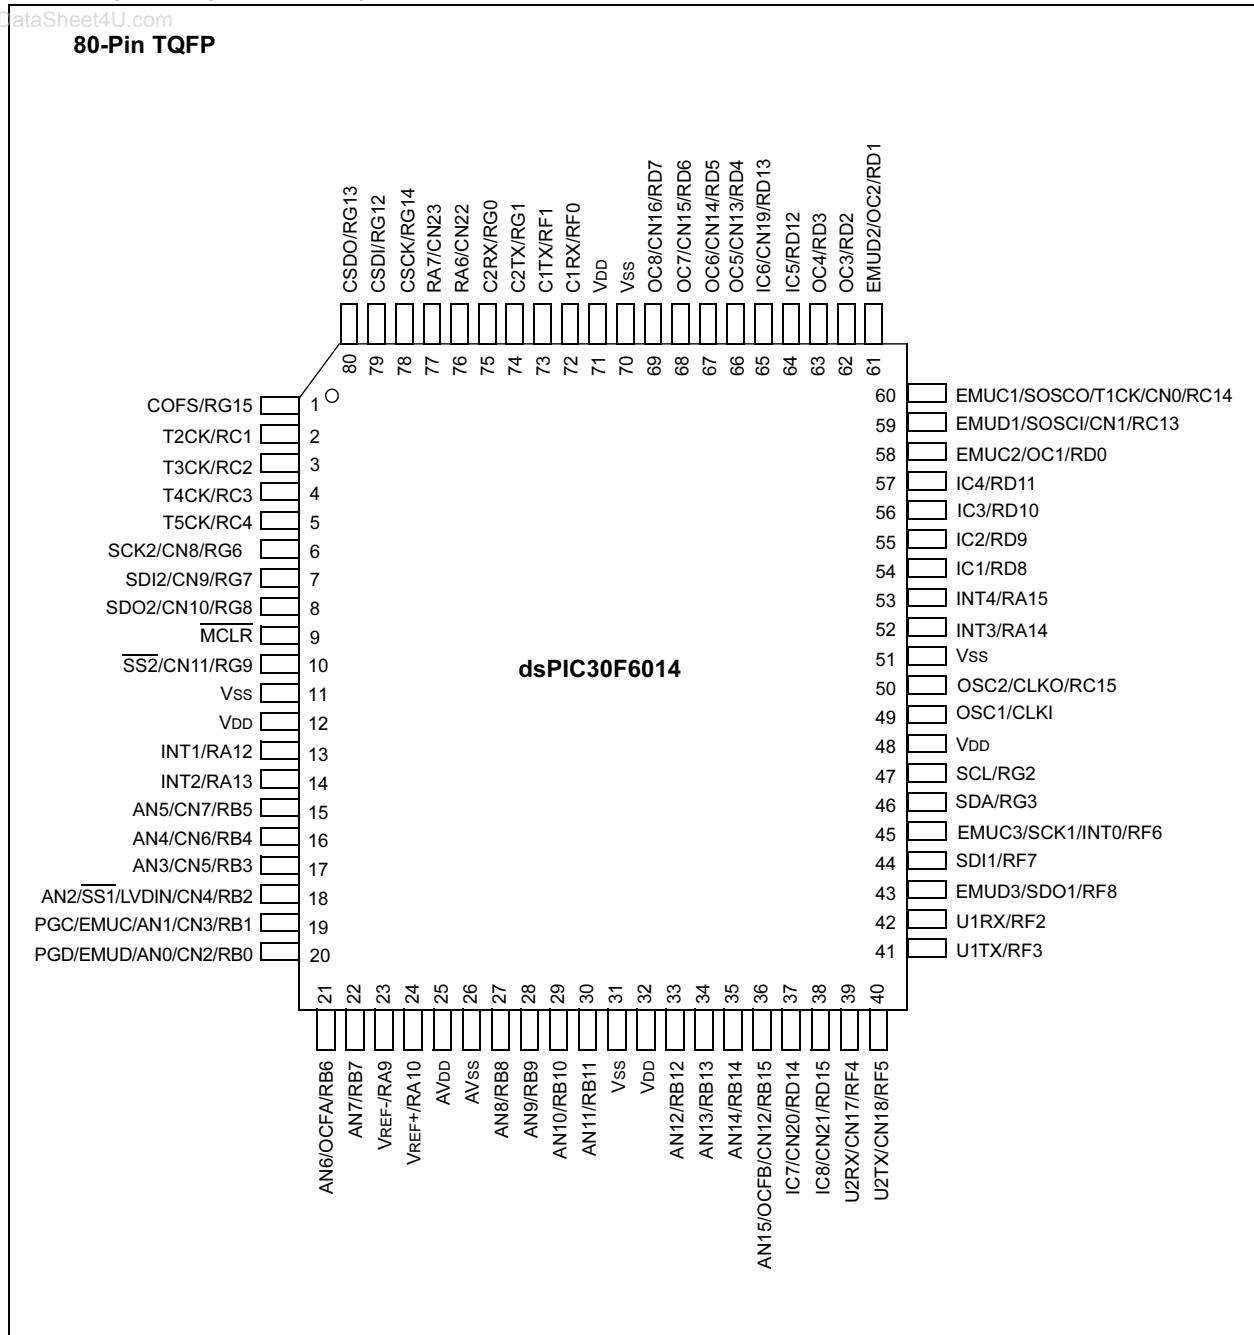 DataSheet4U.com
80-Pin TQFP
CSDO/RG13
CSDI/RG12
CSCK/RG14
RA7/CN23
RA6/CN22
C2RX/RG0
C2TX/RG1
C1TX/RF1
C1RX/RF0
VDD
VSS
OC8/CN16/RD7
OC7/CN15/RD6
OC6/CN14/RD5
OC5/CN13/RD4
IC6/CN19/RD13
IC5/RD12
OC4/RD3
OC3/RD2
EMUD2/OC2/RD1
80
79
78
77
76
75
74
73
72
71
70
69
68
67
66
65
64
63
62
61
COFS/RG15 1
T2CK/RC1 2
T3CK/RC2 3
T4CK/RC3 4
T5CK/RC4 5
SCK2/CN8/RG6 6
SDI2/CN9/RG7 7
SDO2/CN10/RG8 8
MCLR 9
SS2/CN11/RG9 10
VSS 11
VDD 12
INT1/RA12 13
INT2/RA13 14
AN5/CN7/RB5 15
AN4/CN6/RB4 16
AN3/CN5/RB3 17
AN2/SS1/LVDIN/CN4/RB2 18
PGC/EMUC/AN1/CN3/RB1 19
PGD/EMUD/AN0/CN2/RB0 20
dsPIC30F6014
60 EMUC1/SOSCO/T1CK/CN0/RC14
59 EMUD1/SOSCI/CN1/RC13
58 EMUC2/OC1/RD0
57 IC4/RD11
56 IC3/RD10
55 IC2/RD9
54 IC1/RD8
53 INT4/RA15
52 INT3/RA14
51 VSS
50 OSC2/CLKO/RC15
49 OSC1/CLKI
48 VDD
47 SCL/RG2
46 SDA/RG3
45 EMUC3/SCK1/INT0/RF6
44 SDI1/RF7
43 EMUD3/SDO1/RF8
42 U1RX/RF2
41 U1TX/RF3
21
22
23
24
25
26
27
28
29
30
31
32
33
34
35
36
37
38
39
40
AN6/OCFA/RB6
AN7/RB7
VREF-/RA9
VREF+/RA10
AVDD
AVSS
AN8/RB8
AN9/RB9
AN10/RB10
AN11/RB11
VSS
VDD
AN12/RB12
AN13/RB13
AN14/RB14
AN15/OCFB/CN12/RB15
IC7/CN20/RD14
IC8/CN21/RD15
U2RX/CN17/RF4
U2TX/CN18/RF5